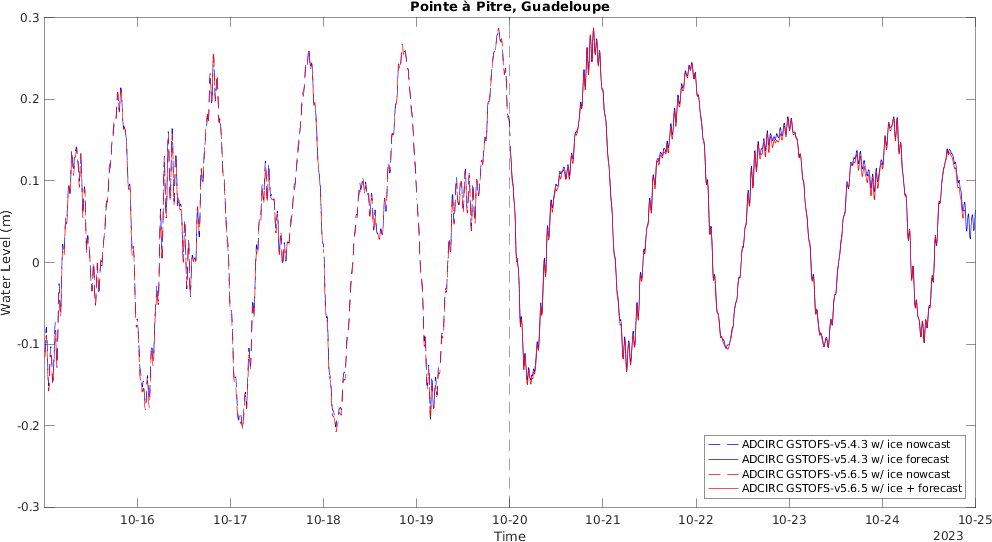 Pointe à Pitre, Guadeloupe
0.3
0.2
0.1
0
-0.1
-0.2
-0.3
Water Level (m)
10-16
10-17
10-18
10-19
10-20
10-21
10-22
10-23
10-24
10-25
Time
2023
ADCIRC GSTOFS-v5.4.3 w/ ice nowcast
ADCIRC GSTOFS-v5.4.3 w/ ice forecast
ADCIRC GSTOFS-v5.6.5 w/ ice nowcast
ADCIRC GSTOFS-v5.6.5 w/ ice + forecast